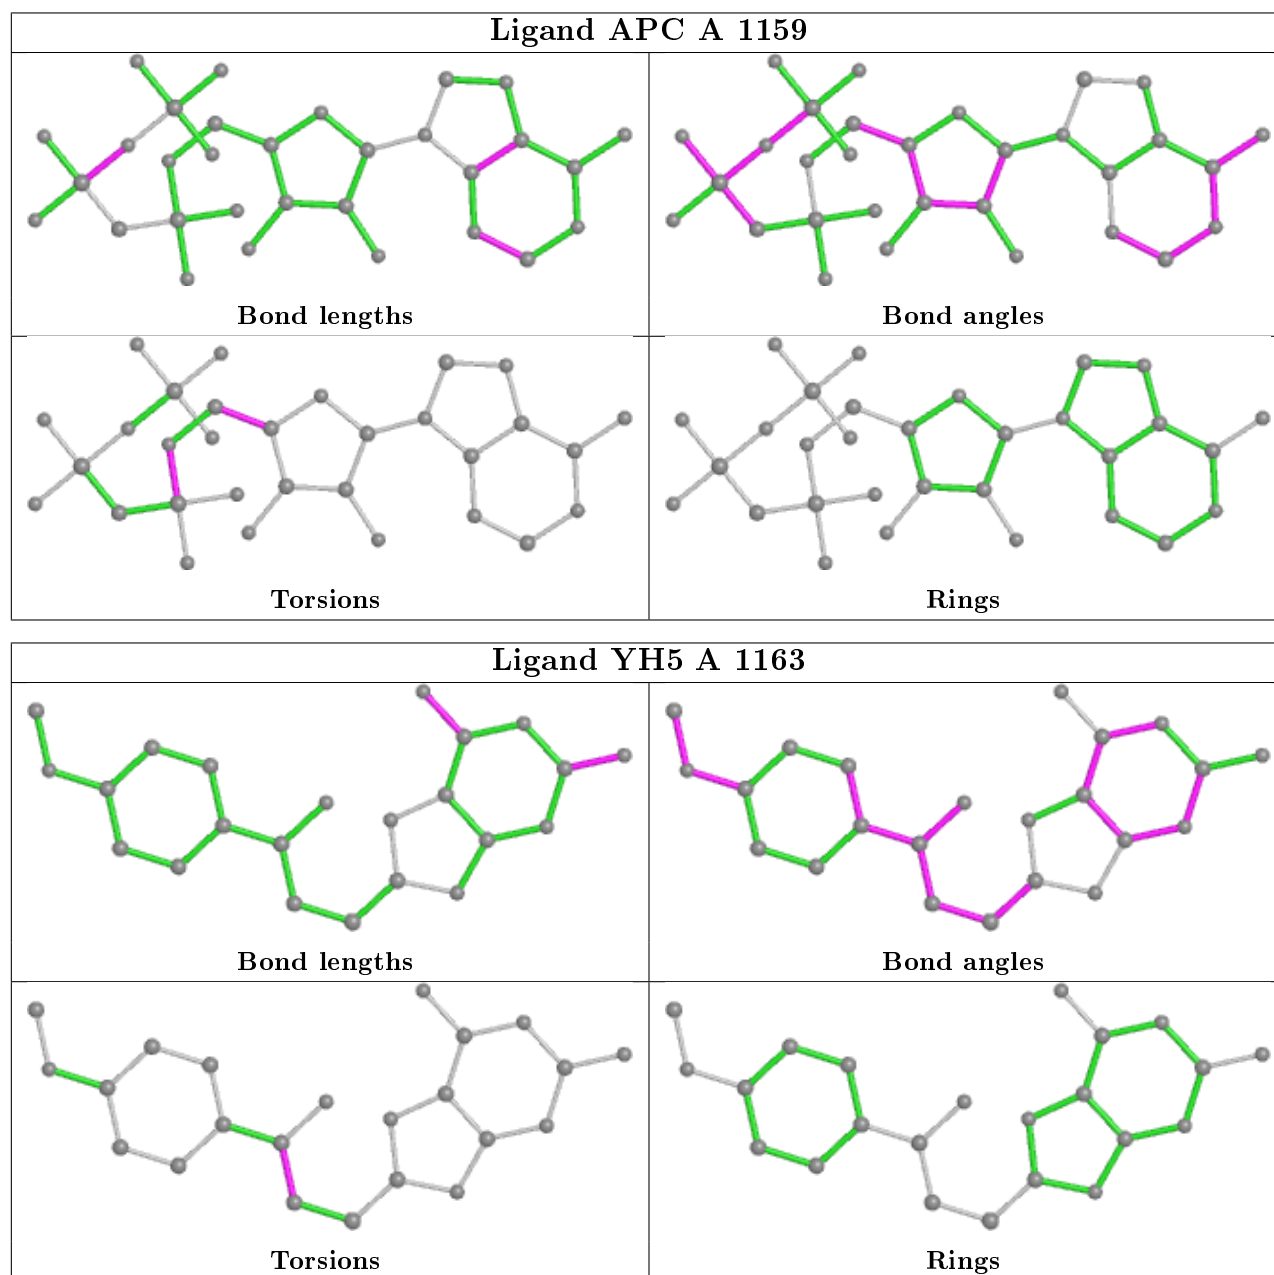 Ligand APC A 1159
Bond lengths
Bond angles
Torsions
Rings
Ligand YH5 A 1163
Bond lengths
Bond angles
Torsions
Rings